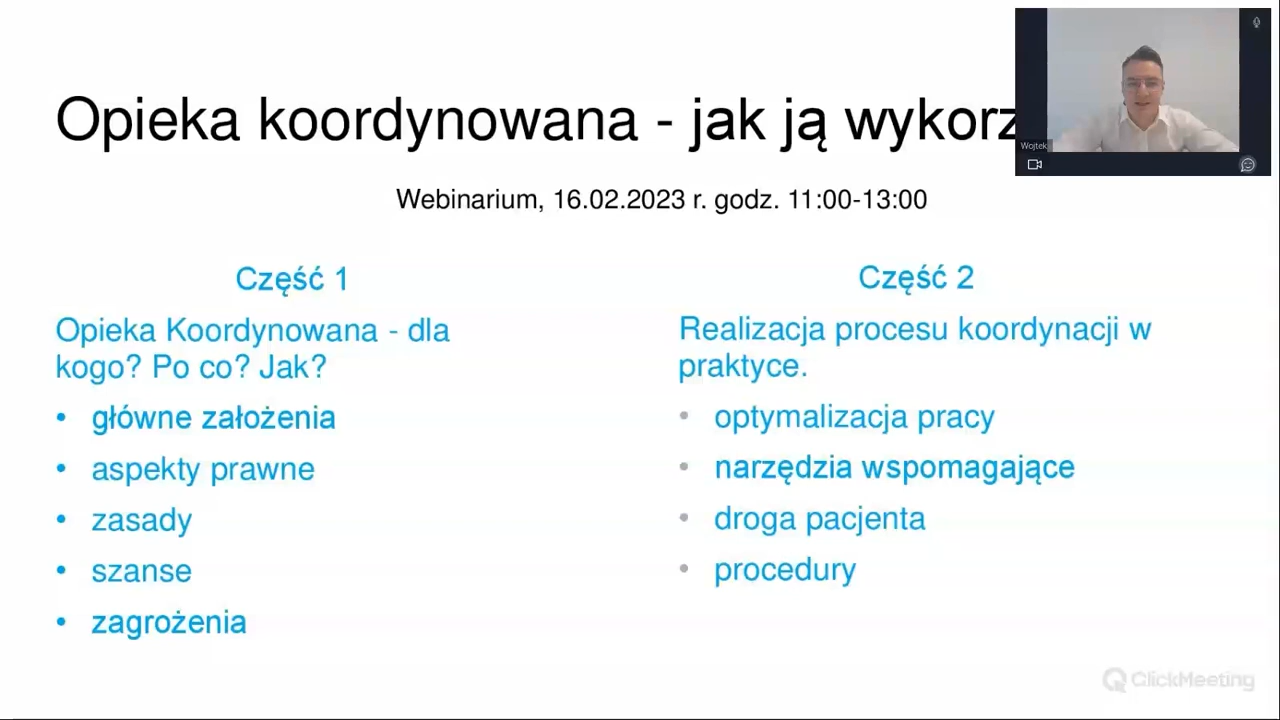 Opieka koordynowana - jak ją wykorz
Wojtek
Webinarium, 16.02.2023 r. godz. 11:00-13:00
Część 1
Opieka Koordynowana - dla
kogo? Po co? Jak?
• główne założenia
• aspekty prawne
• zasady
• szanse
• zagrożenia
Część 2
Realizacja procesu koordynacji w
praktyce.
• optymalizacja pracy
• narzędzia wspomagające
• droga pacjenta
• procedury
ClickMeeting